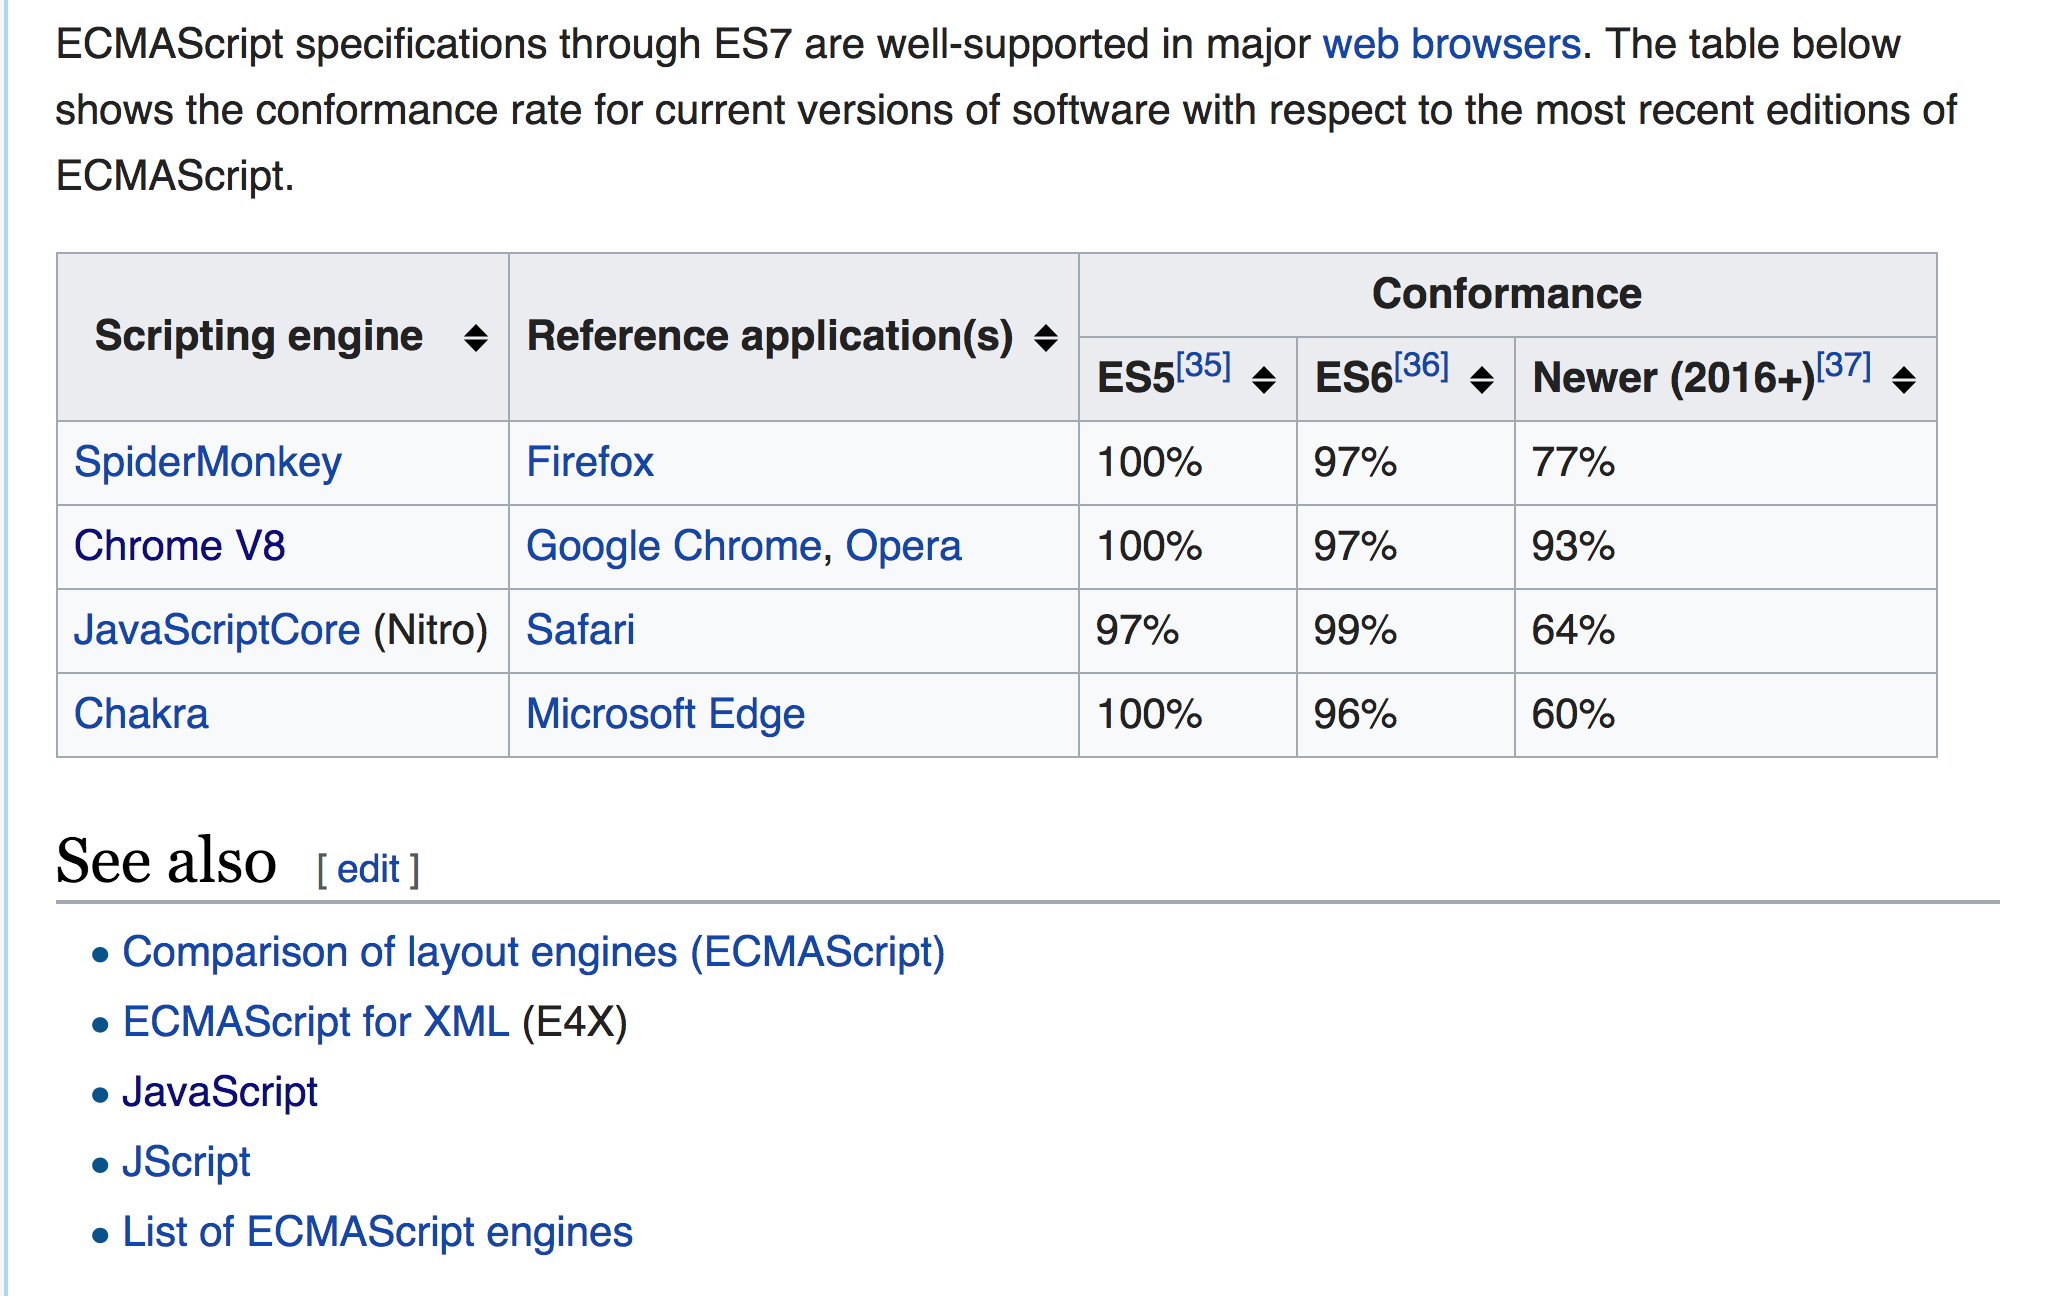 ECMAScript specifications through ES7 are well-supported in major web browsers. The table below
shows the conformance rate for current versions of software with respect to the most recent editions of
ECMAScript.
Scripting engine Reference application(s) Conformance
ES5[35] ES6[36] Newer (2016+)[37]
SpiderMonkey Firefox 100% 97% 77%
Chrome V8 Google Chrome, Opera 100% 97% 93%
JavaScriptCore (Nitro) Safari 97% 99% 64%
Chakra Microsoft Edge 100% 96% 60%
See also [ edit ]
• Comparison of layout engines (ECMAScript)
• ECMAScript for XML (E4X)
• JavaScript
• JScript
• List of ECMAScript engines